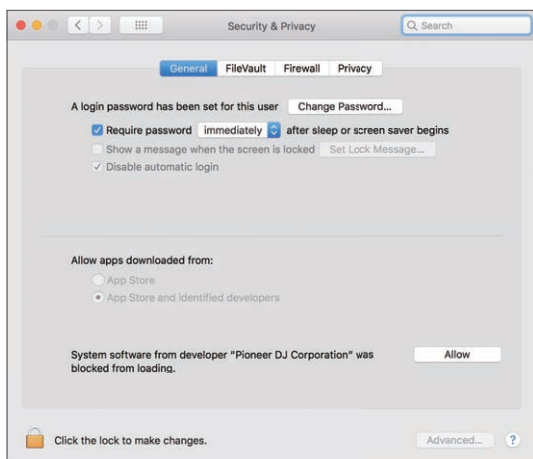 Security & Privacy
Search
General FileVault Firewall Privacy
A login password has been set for this user Change Password...
Require password immediately after sleep or screen saver begins
Show a message when the screen is locked Set Lock Message...
Disable automatic login
Allow apps downloaded from:
App Store
App Store and identified developers
System software from developer "Pioneer DJ Corporation" was Allow
blocked from loading.
Click the lock to make changes. Advanced... ?